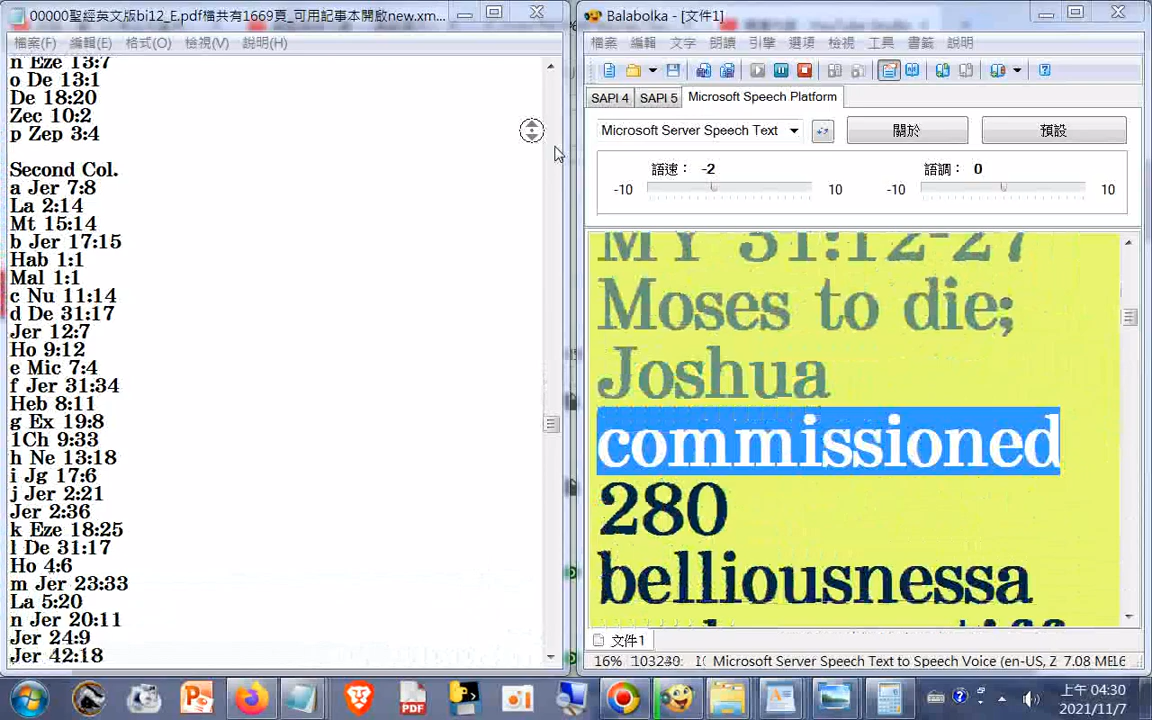 00000聖經英文版bi12_E.pdf檔共有1669頁_可用記事本開啟new.xm...
檔案(F) 編輯(E) 格式(O) 檢視(V) 說明(H)
n Eze 13:7
o De 13:1
De 18:20
Zec 10:2
p Zep 3:4
Second Col.
a Jer 7:8
La 2:14
Mt 15:14
b Jer 17:15
Hab 1:1
Mal 1:1
c Nu 11:14
d De 31:17
Jer 12:7
Ho 9:12
e Mic 7:4
f Jer 31:34
Heb 8:11
g Ex 19:8
1Ch 9:33
h Ne 13:18
i Jg 17:6
j Jer 2:21
Jer 2:36
k Eze 18:25
l De 31:17
Ho 4:6
m Jer 23:33
La 5:20
n Jer 20:11
Jer 24:9
Jer 42:18
Balabolka - [文件1]
檔案 編輯 文字 朗讀 引擎 選項 檢視 工具 書籤 說明
SAPI 4 SAPI 5 Microsoft Speech Platform
Microsoft Server Speech Text 關於 預設
語速： -2 語調： 0
-10 10 -10 10
MY 31:12-27
Moses to die;
Joshua
commissioned
280
belliousnessa
文件1
16% Microsoft Server Speech Text to Speech Voice (en-US, Z 7.08 ME
PDF
上午 04:30
2021/11/7